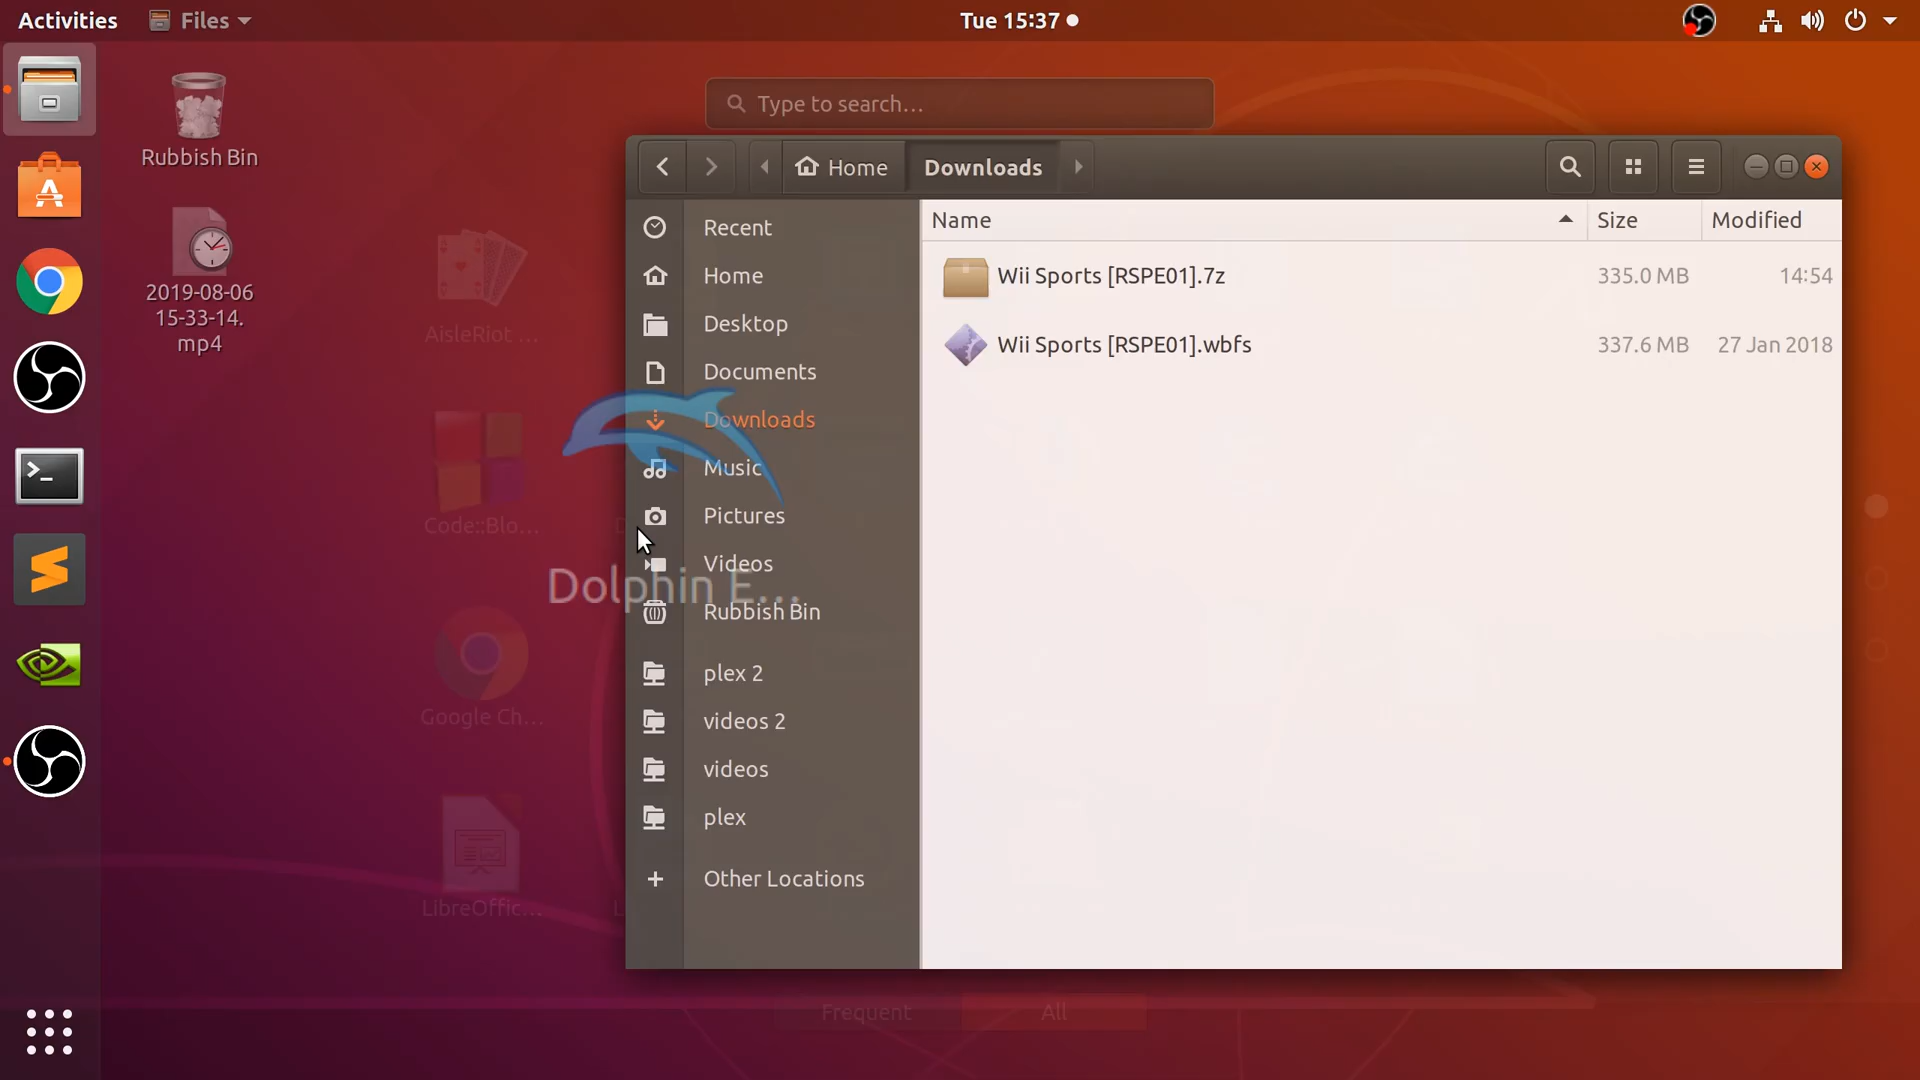 Activities
Files
Tue 15:37
Type to search...
Rubbish Bin
2019-08-06
15-33-14.
mp4
AisleRiot ...
Code::Blo...
Google Ch...
LibreOffic...
Dolphin E...
Home
Downloads
Name
Size
Modified
Recent
Home
Desktop
Documents
Downloads
Music
Pictures
Videos
Rubbish Bin
plex 2
videos 2
videos
plex
Other Locations
Wii Sports [RSPE01].7z 335.0 MB 14:54
Wii Sports [RSPE01].wbfs 337.6 MB 27 Jan 2018
Frequent
All